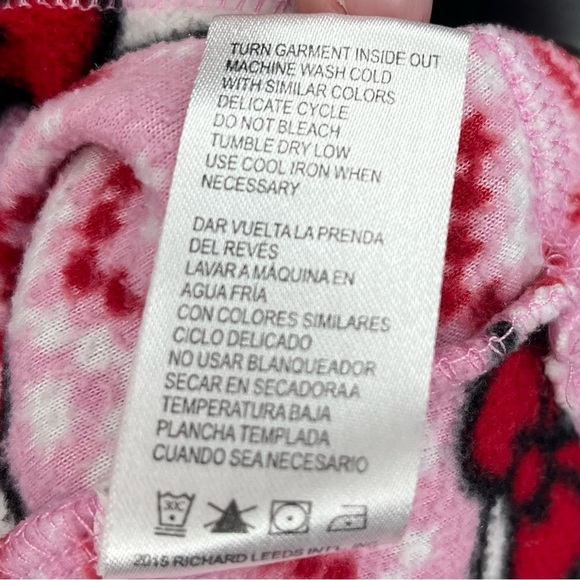 TURN GARMENT INSIDE OUT
MACHINE WASH COLD
WITH SIMILAR COLORS
DELICATE CYCLE
DO NOT BLEACH
TUMBLE DRY LOW
USE COOL IRON WHEN
NECESSARY
DAR VUELTA LA PRENDA
DEL REVÉS
LAVAR A MÁQUINA EN
AGUA FRÍA
CON COLORES SIMILARES
CICLO DELICADO
NO USAR BLANQUEADOR
SECAR EN SECADORAA
TEMPERATURA BAJA
PLANCHA TEMPLADA
CUANDO SEA NECESARIO
30C
2015 RICHARD LEEDS INT'L